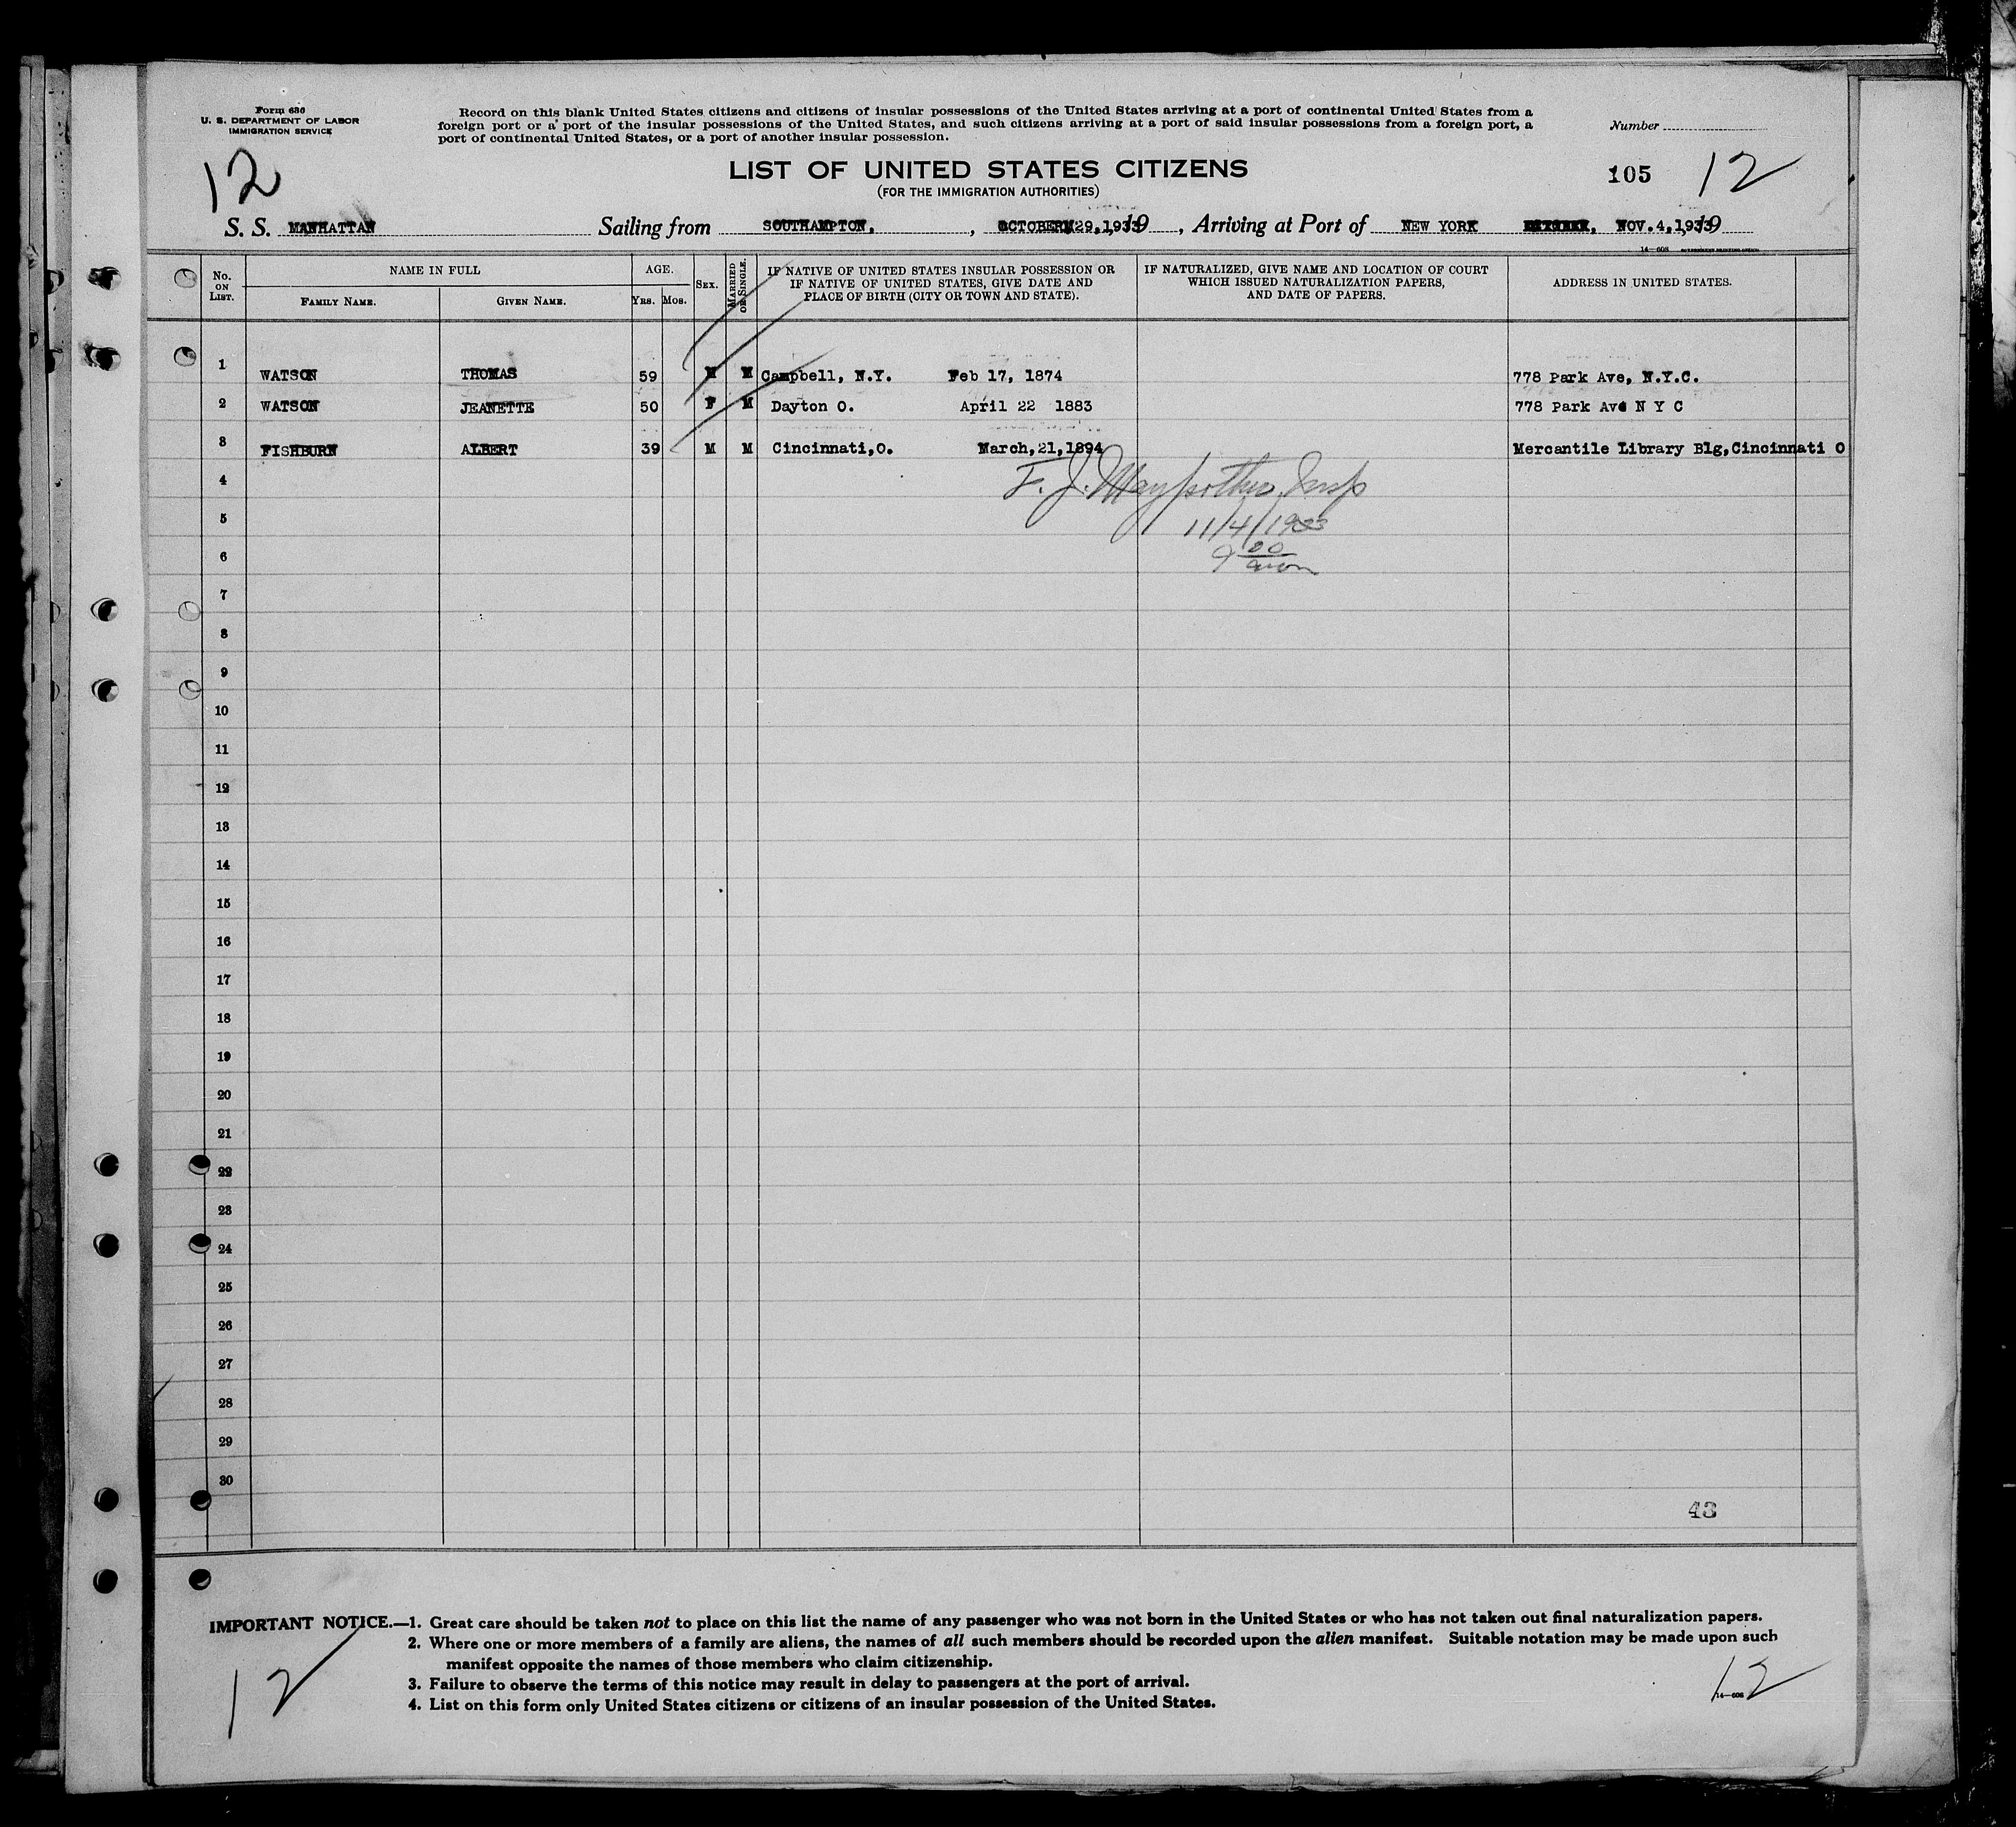 Form 630
U. S. DEPARTMENT OF LABOR
IMMIGRATION SERVICE
Record on this blank United States citizens and citizens of insular possessions of the United States arriving at a port of continental United States from a
foreign port or a port of the insular possessions of the United States, and such citizens arriving at a port of said insular possessions from a foreign port, a
port of continental United States, or a port of another insular possession.
Number
12
LIST OF UNITED STATES CITIZENS
(FOR THE IMMIGRATION AUTHORITIES)
105 12
S. S. MANHATTAN Sailing from SOUTHAMPTON, , OCTOBER 29,1933 19 , Arriving at Port of NEW YORK , NOV.4,1933 19
14—608 GOVERNMENT PRINTING OFFICE
No. ON LIST. NAME IN FULL AGE. SEX. MARRIED OR SINGLE. IF NATIVE OF UNITED STATES INSULAR POSSESSION OR IF NATIVE OF UNITED STATES, GIVE DATE AND PLACE OF BIRTH (CITY OR TOWN AND STATE). IF NATURALIZED, GIVE NAME AND LOCATION OF COURT WHICH ISSUED NATURALIZATION PAPERS, AND DATE OF PAPERS. ADDRESS IN UNITED STATES.
FAMILY NAME. GIVEN NAME. YRS. MOS.
1 WATSON THOMAS 59 M M Campbell, N.Y. Feb 17, 1874 778 Park Ave, N.Y.C.
2 WATSON JEANETTE 50 F M Dayton O. April 22 1883 778 Park Ave N Y C
3 FISHBURN ALBERT 39 M M Cincinnati,O. March,21,1894 Mercantile Library Blg,Cincinnati O
4 F. J. Insp
5 11/4/1933
6 9
7
8
9
10
11
12
13
14
15
16
17
18
19
20
21
22
23
24
25
26
27
28
29
30
43
IMPORTANT NOTICE.—1. Great care should be taken not to place on this list the name of any passenger who was not born in the United States or who has not taken out final naturalization papers.
2. Where one or more members of a family are aliens, the names of all such members should be recorded upon the alien manifest. Suitable notation may be made upon such
manifest opposite the names of those members who claim citizenship.
3. Failure to observe the terms of this notice may result in delay to passengers at the port of arrival.
4. List on this form only United States citizens or citizens of an insular possession of the United States.
12
12
14—608